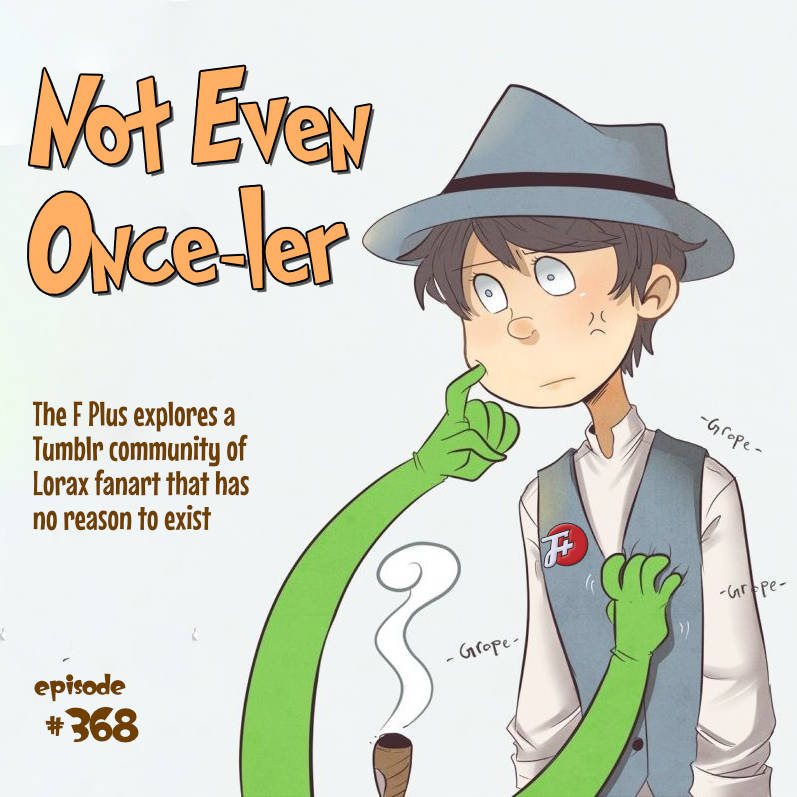 Not Even
Once-ler
The F Plus explores a
Tumblr community of
Lorax fanart that has
no reason to exist
episode
#368
F+
-Grope-
-Grope-
-Grope-